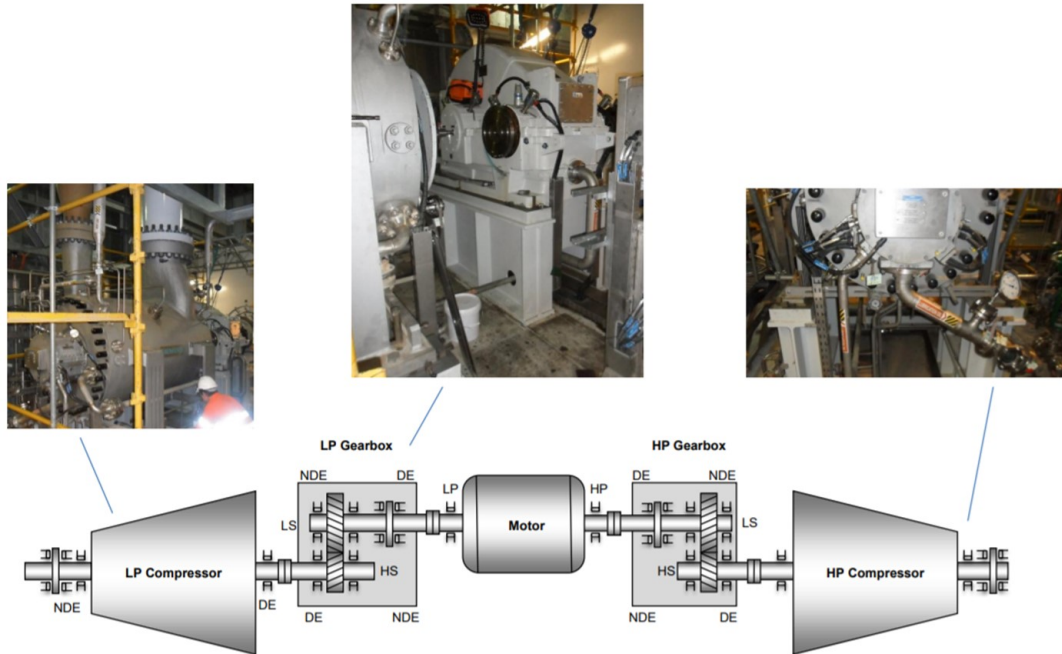 LP Gearbox
HP Gearbox
NDE
DE
DE
NDE
LP
HP
LS
Motor
LS
LP Compressor
HS
HS
HP Compressor
NDE
DE
DE
NDE
NDE
DE